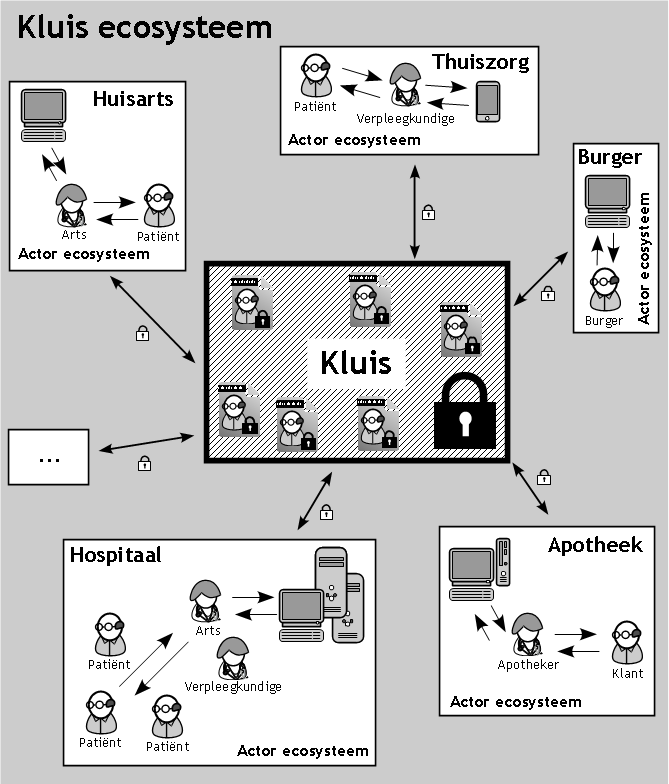 Kluis ecosysteem
Huisarts
Arts
Patiënt
Actor ecosysteem
Thuiszorg
Patiënt
Verpleegkundige
Actor ecosysteem
Burger
Burger
Actor ecosysteem
Kluis
...
Hospitaal
Arts
Patiënt
Verpleegkundige
Patiënt
Patiënt
Actor ecosysteem
Apotheek
Apotheker
Klant
Actor ecosysteem